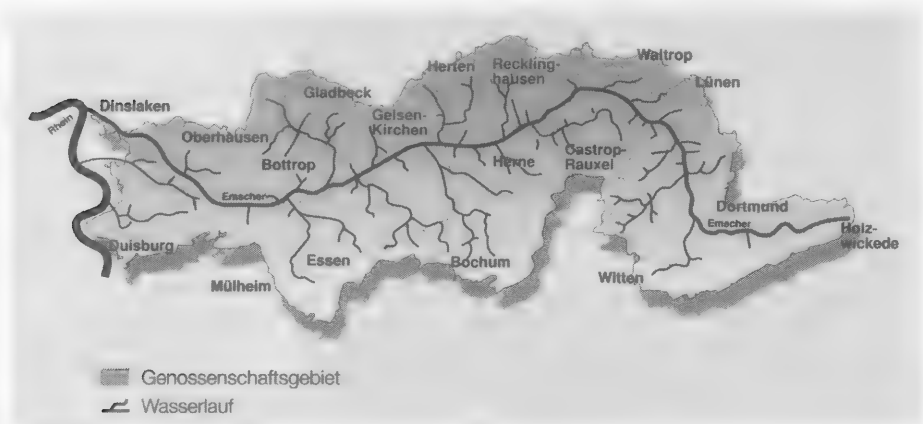 Waltrop
Herten
Reckling-
hausen
Lünen
Gladbeck
Dinslaken
Gelsen-
Kirchen
Rhein
Oberhausen
Castrop-
Rauxel
Bottrop
Herne
Emscher
Dortmund
Emscher
Holz-
wickede
Duisburg
Essen
Bochum
Witten
Mülheim
Genossenschaftsgebiet
Wasserlauf